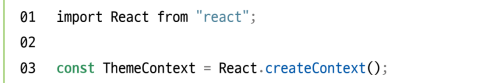 01 import React from "react";
02
03 const ThemeContext = React.createContext();